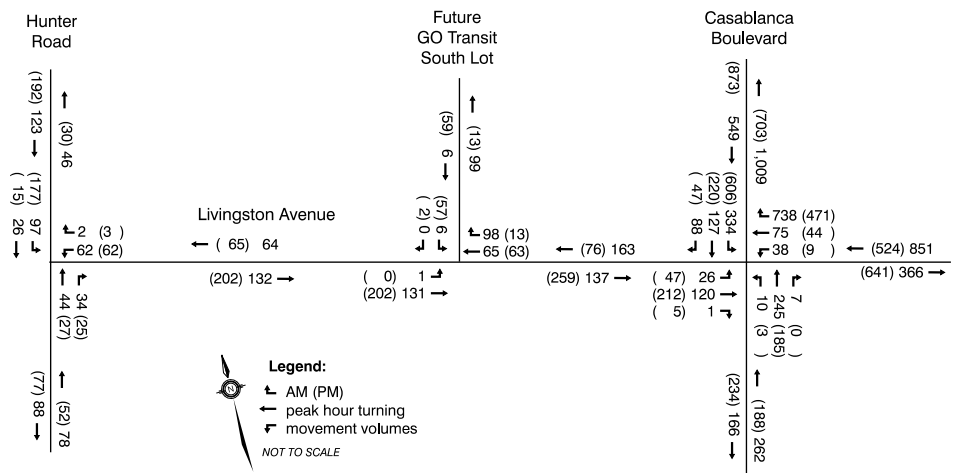 Hunter
Road
Future
GO Transit
South Lot
Casablanca
Boulevard
(192) 123
(30) 46
(177) 97
( 15) 26
2 (3 )
62 (62)
44 (27)
34 (25)
(77) 88
(52) 78
Livingston Avenue
( 65) 64
(202) 132
(59) 6
(13) 99
(57) 6
( 2) 0
98 (13)
65 (63)
( 0) 1
(202) 131
(76) 163
(259) 137
(873) 549
(703) 1,009
(606) 334
(220) 127
( 47) 88
738 (471)
75 (44 )
38 (9 )
(524) 851
(641) 366
( 47) 26
(212) 120
( 5) 1
10 (3 )
245 (185)
7 (0 )
(234) 166
(188) 262
N
Legend:
AM (PM)
peak hour turning
movement volumes
NOT TO SCALE